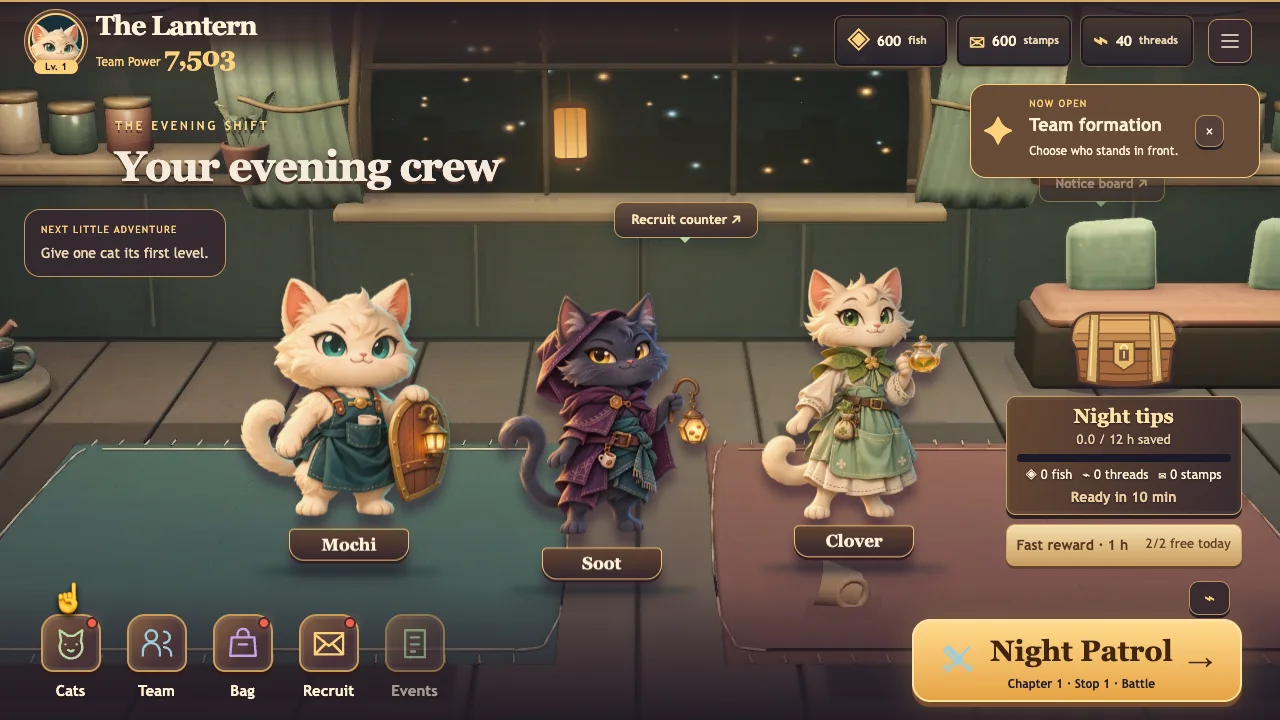 The Lantern
Team Power 7,503
Lv. 1
600 fish
600 stamps
40 threads
NOW OPEN
Team formation
Choose who stands in front.
×
Notice board ↗
THE EVENING SHIFT
Your evening crew
NEXT LITTLE ADVENTURE
Give one cat its first level.
Recruit counter ↗
Mochi
Soot
Clover
Night tips
0.0 / 12 h saved
0 fish 0 threads 0 stamps
Ready in 10 min
Fast reward · 1 h 2/2 free today
Cats
Team
Bag
Recruit
Events
Night Patrol →
Chapter 1 · Stop 1 · Battle